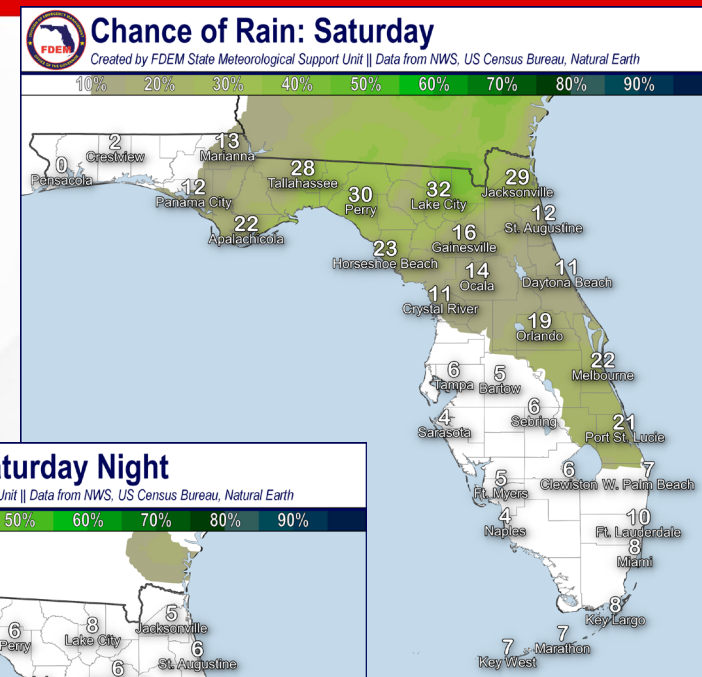 FDEM
Chance of Rain: Saturday
Created by FDEM State Meteorological Support Unit || Data from NWS, US Census Bureau, Natural Earth
10% 20% 30% 40% 50% 60% 70% 80% 90%
2
Crestview
13
Marianna
0
Pensacola
12
Panama City
28
Tallahassee
30
Perry
32
Lake City
29
Jacksonville
12
St. Augustine
22
Apalachicola
16
Gainesville
23
Horseshoe Beach
14
Ocala
11
Daytona Beach
11
Crystal River
19
Orlando
22
Melbourne
6
Tampa
5
Bartow
6
Sebring
4
Sarasota
21
Port St. Lucie
5
Ft. Myers
6
Clewiston
7
W. Palm Beach
4
Naples
10
Ft. Lauderdale
8
Miami
8
Key Largo
7
Marathon
7
Key West
aturday Night
Unit || Data from NWS, US Census Bureau, Natural Earth
50% 60% 70% 80% 90%
5
Jacksonville
6
Perry
8
Lake City
6
St. Augustine
6